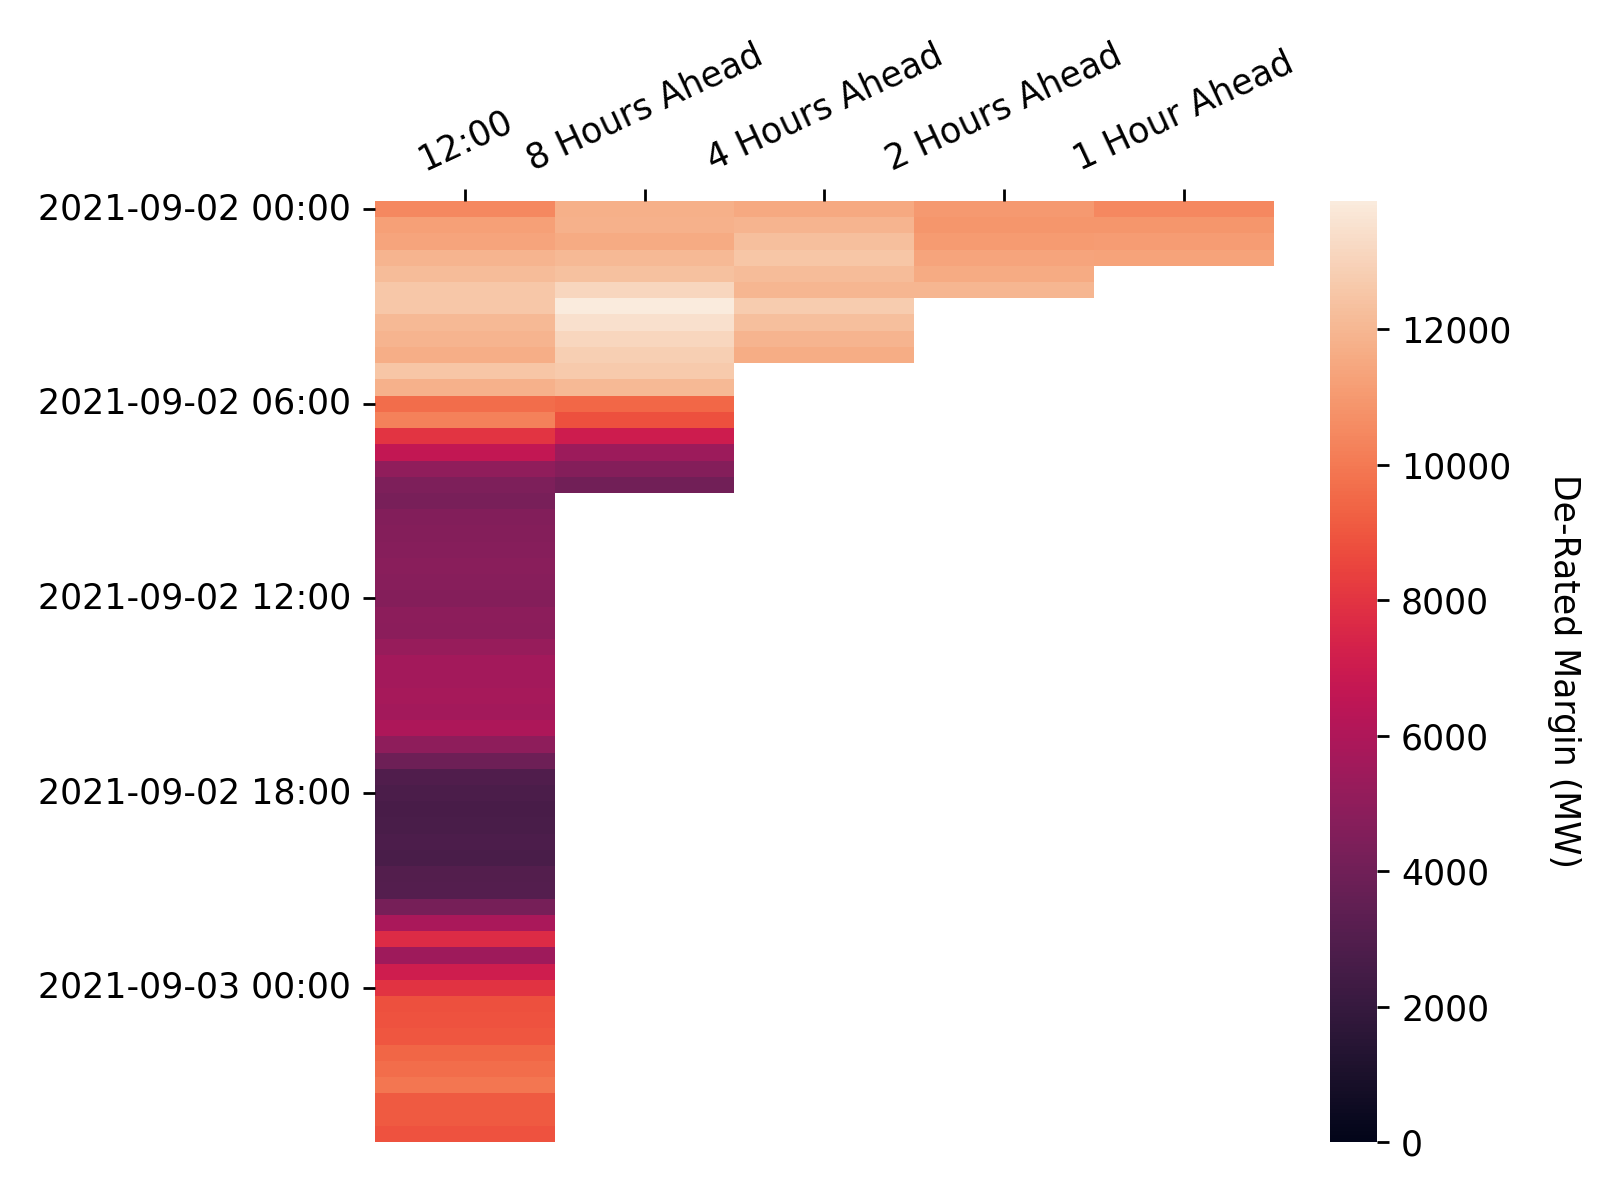 12:00
8 Hours Ahead
4 Hours Ahead
2 Hours Ahead
1 Hour Ahead
2021-09-02 00:00
2021-09-02 06:00
2021-09-02 12:00
2021-09-02 18:00
2021-09-03 00:00
12000
10000
8000
6000
4000
2000
0
De-Rated Margin (MW)